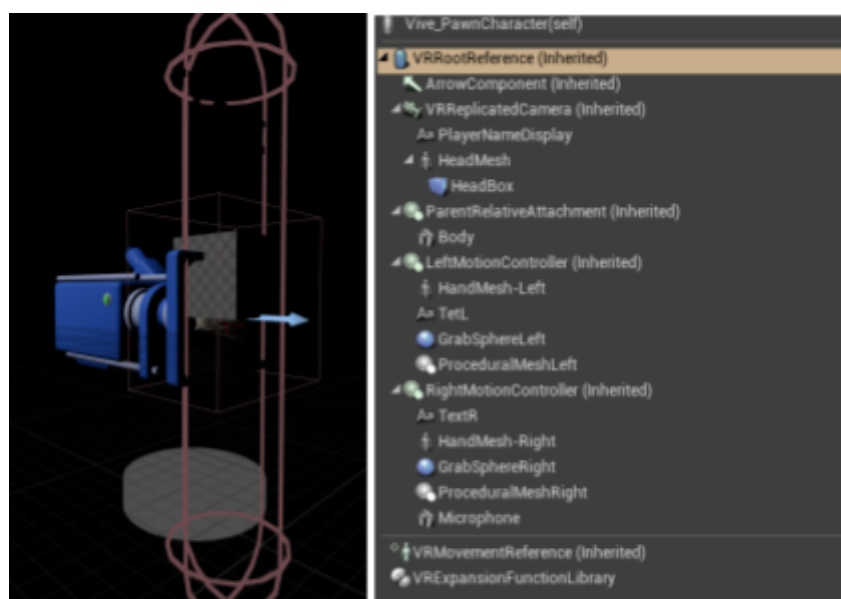 Vive_PawnCharacter(self)
VRRootReference (Inherited)
ArrowComponent (Inherited)
VRReplicatedCamera (Inherited)
PlayerNameDisplay
HeadMesh
HeadBox
ParentRelativeAttachment (Inherited)
Body
LeftMotionController (Inherited)
HandMesh-Left
TetL
GrabSphereLeft
ProceduralMeshLeft
RightMotionController (Inherited)
TextR
HandMesh-Right
GrabSphereRight
ProceduralMeshRight
Microphone
VRMovementReference (Inherited)
VRExpansionFunctionLibrary